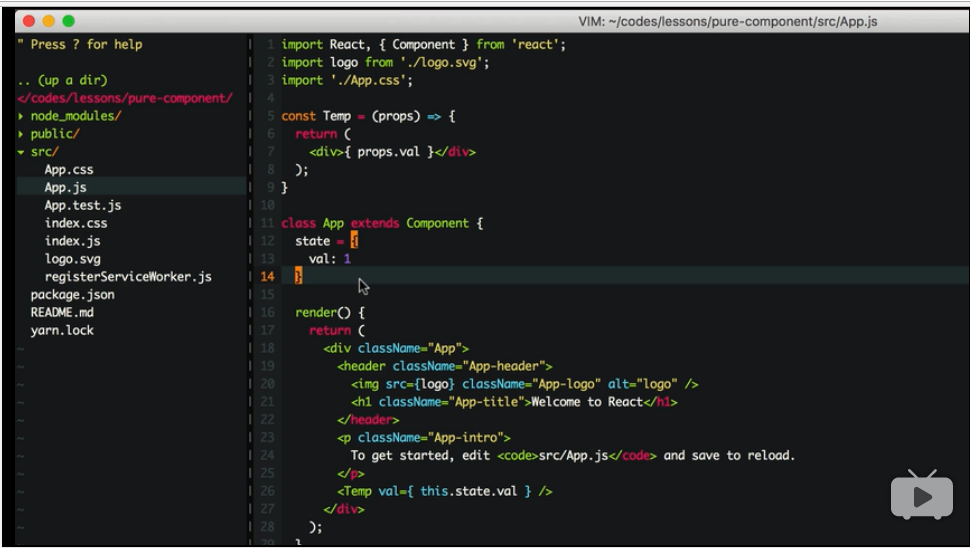 VIM: ~/codes/lessons/pure-component/src/App.js
" Press ? for help
.. (up a dir)
</codes/lessons/pure-component/
▸ node_modules/
▸ public/
▾ src/
App.css
App.js
App.test.js
index.css
index.js
logo.svg
registerServiceWorker.js
package.json
README.md
yarn.lock
~
~
~
~
~
~
~
~
~
~
~
1 import React, { Component } from 'react';
2 import logo from './logo.svg';
3 import './App.css';
4
5 const Temp = (props) => {
6   return (
7     <div>{ props.val }</div>
8   );
9 }
10
11 class App extends Component {
12   state = {
13     val: 1
14   }
15
16   render() {
17     return (
18       <div className="App">
19         <header className="App-header">
20           <img src={logo} className="App-logo" alt="logo" />
21           <h1 className="App-title">Welcome to React</h1>
22         </header>
23         <p className="App-intro">
24           To get started, edit <code>src/App.js</code> and save to reload.
25         </p>
26         <Temp val={ this.state.val } />
27       </div>
28     );
29   }